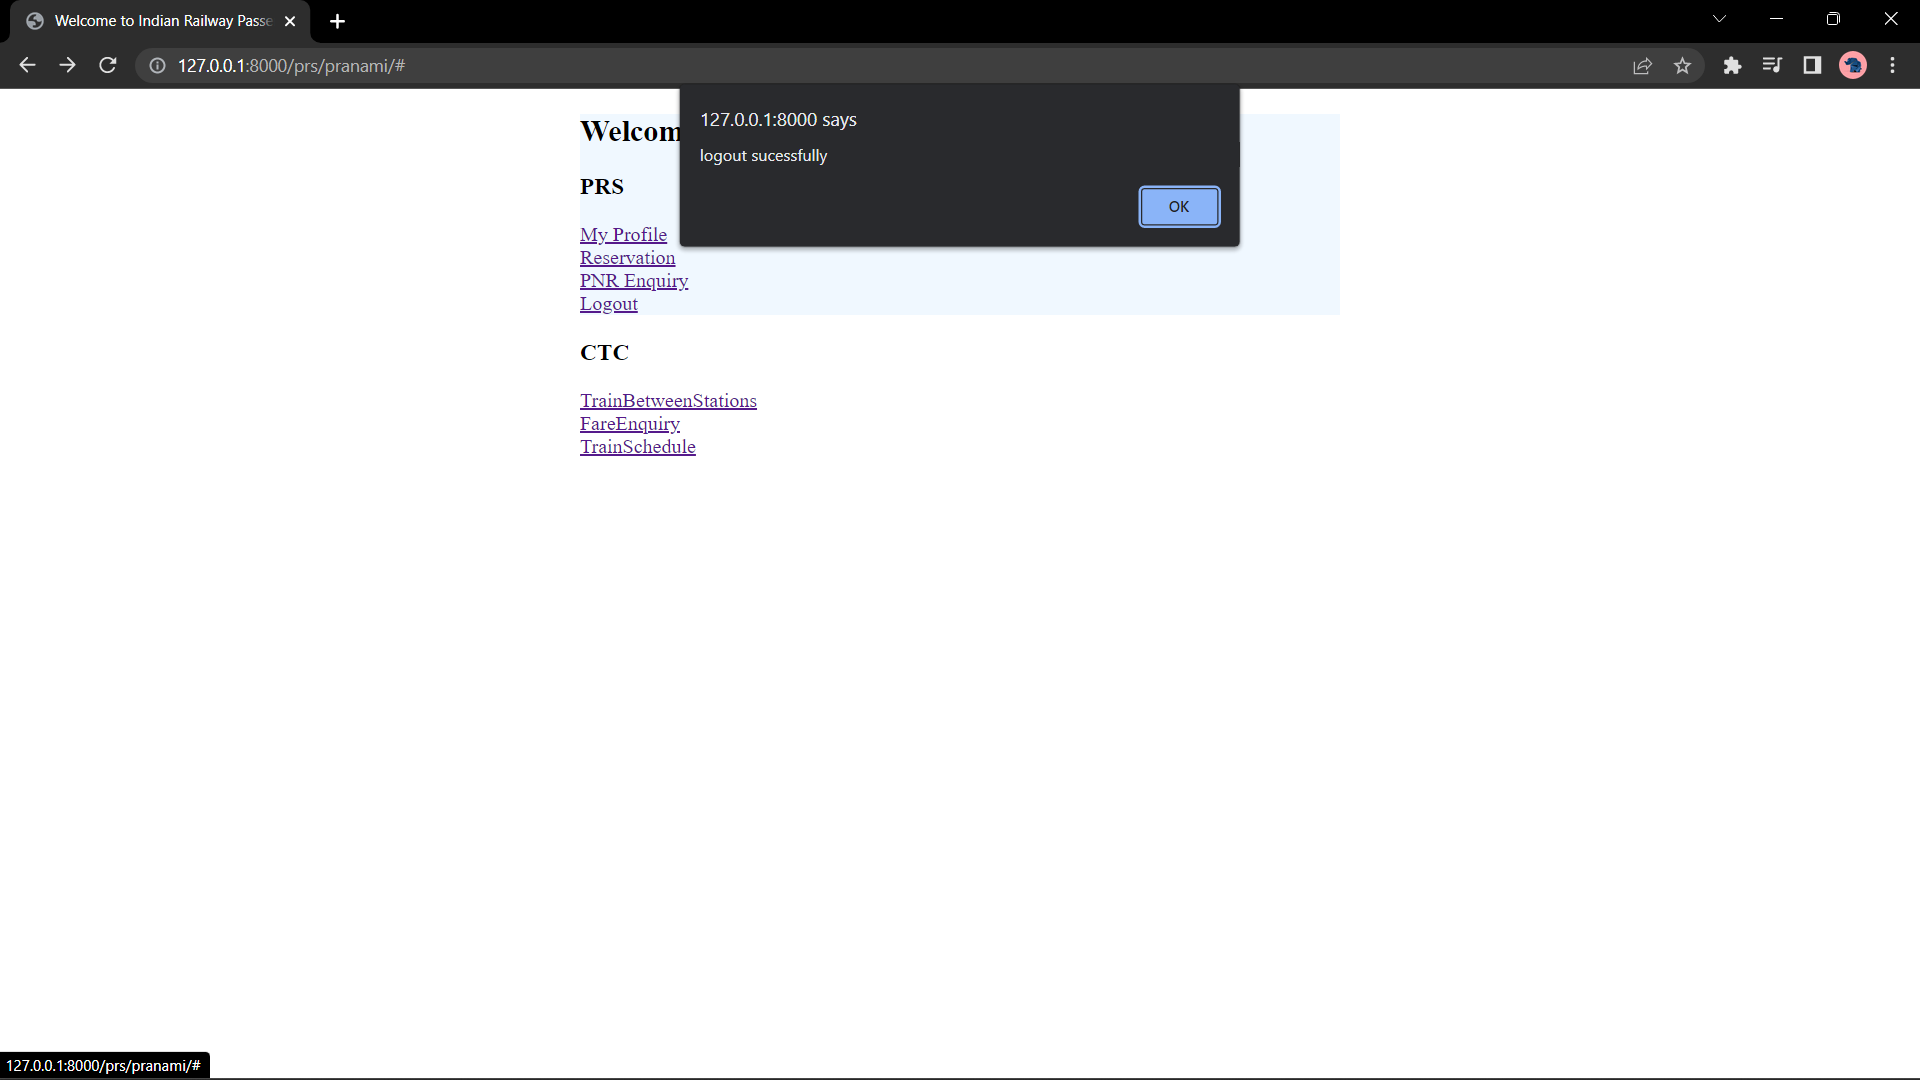 Welcome to Indian Railway Passe
127.0.0.1:8000/prs/pranami/#
127.0.0.1:8000 says
logout sucessfully
OK
PRS
My Profile
Reservation
PNR Enquiry
Logout
CTC
TrainBetweenStations
FareEnquiry
TrainSchedule
127.0.0.1:8000/prs/pranami/#